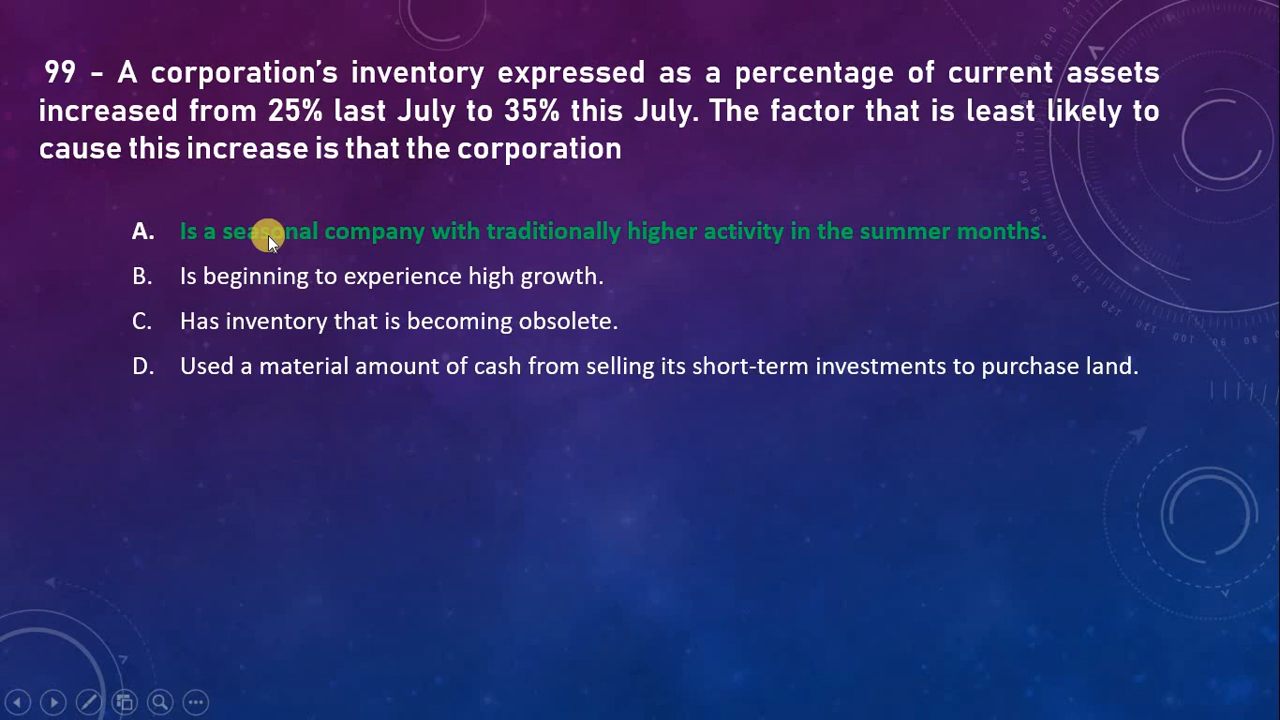 99 - A corporation's inventory expressed as a percentage of current assets
increased from 25% last July to 35% this July. The factor that is least likely to
cause this increase is that the corporation
A. Is a seasonal company with traditionally higher activity in the summer months.
B. Is beginning to experience high growth.
C. Has inventory that is becoming obsolete.
D. Used a material amount of cash from selling its short-term investments to purchase land.